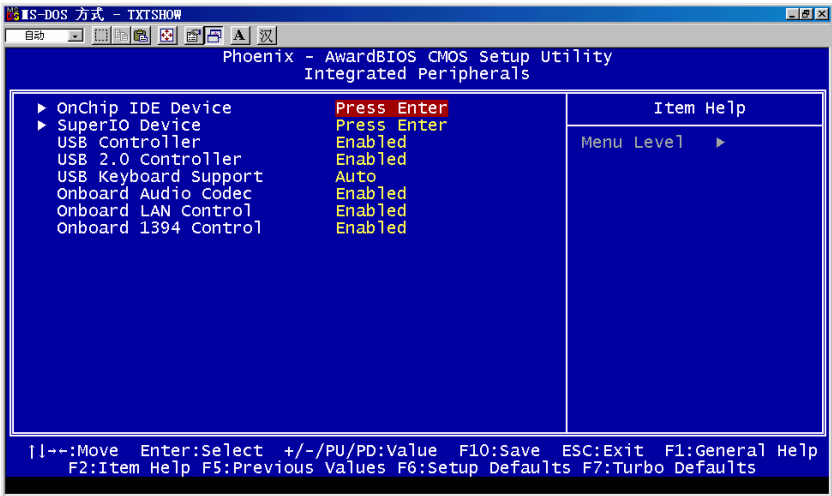 MS-DOS 方式 - TXTSHOW
自动
A 汉
Phoenix - AwardBIOS CMOS Setup Utility
Integrated Peripherals
▶ OnChip IDE Device Press Enter
▶ SuperIO Device Press Enter
USB Controller Enabled
USB 2.0 Controller Enabled
USB Keyboard Support Auto
Onboard Audio Codec Enabled
Onboard LAN Control Enabled
Onboard 1394 Control Enabled
Item Help
Menu Level ▶
↑↓→←:Move Enter:Select +/-/PU/PD:Value F10:Save ESC:Exit F1:General Help
F2:Item Help F5:Previous Values F6:Setup Defaults F7:Turbo Defaults